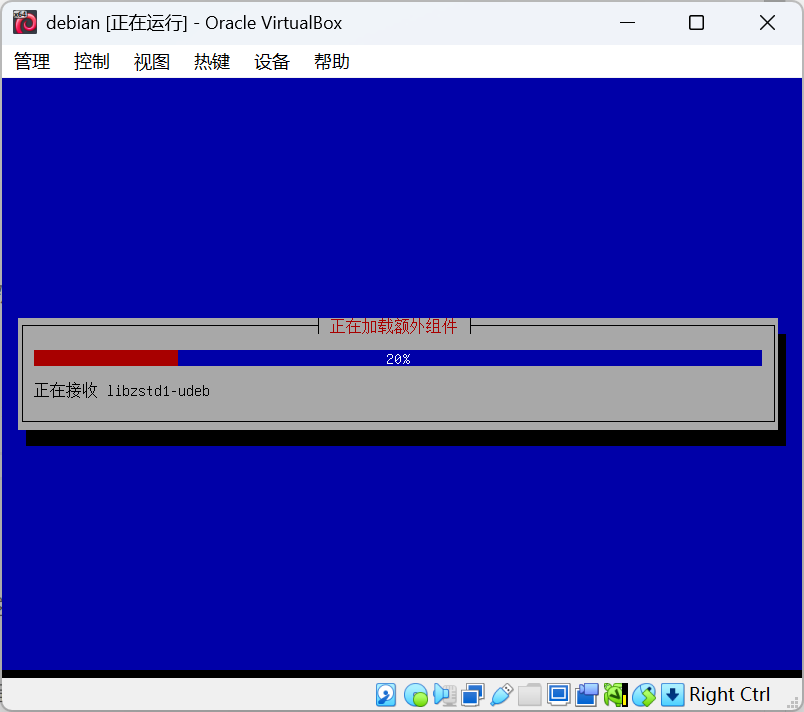 debian [正在运行] - Oracle VirtualBox
管理 控制 视图 热键 设备 帮助
正在加载额外组件
20%
正在接收 libzstd1-udeb
Right Ctrl